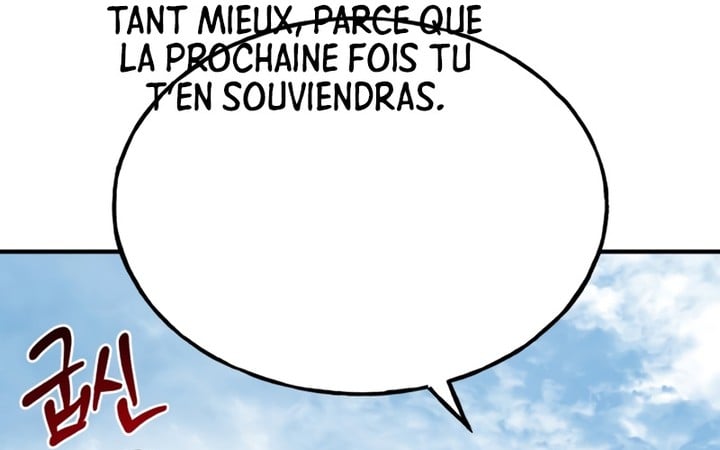 TANT MIEUX, PARCE QUE
LA PROCHAINE FOIS TU
T'EN SOUVIENDRAS.
굽신